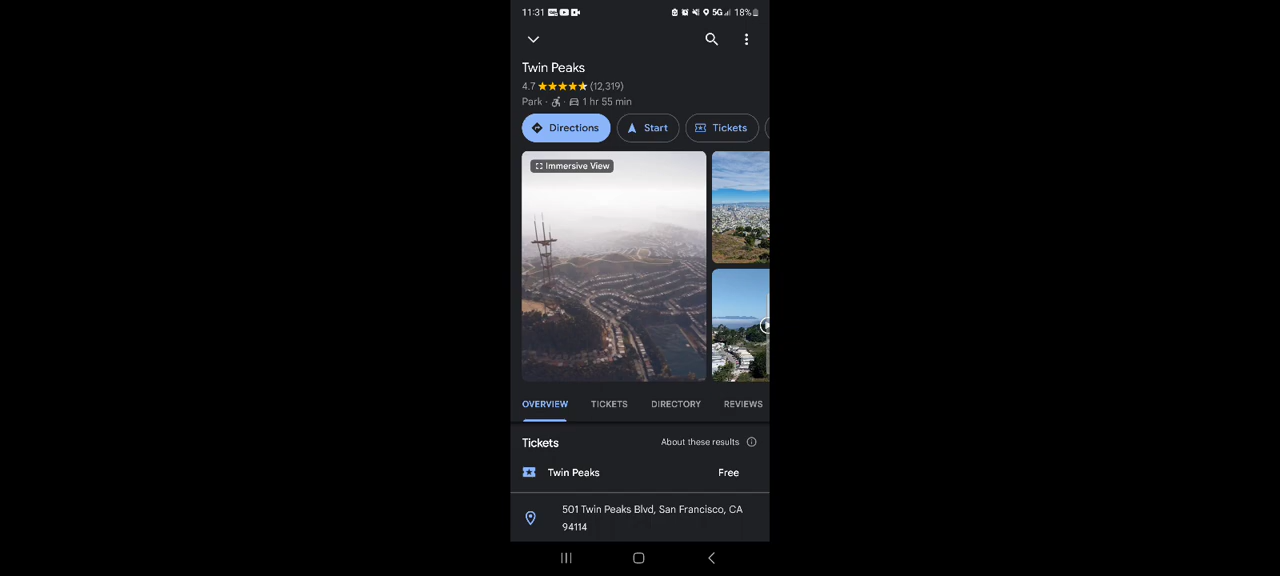 11:31 5G 18%
Twin Peaks
4.7 (12,319)
Park · · 1 hr 55 min
Directions Start Tickets
Immersive View
OVERVIEW TICKETS DIRECTORY REVIEWS
Tickets About these results
Twin Peaks Free
501 Twin Peaks Blvd, San Francisco, CA
94114